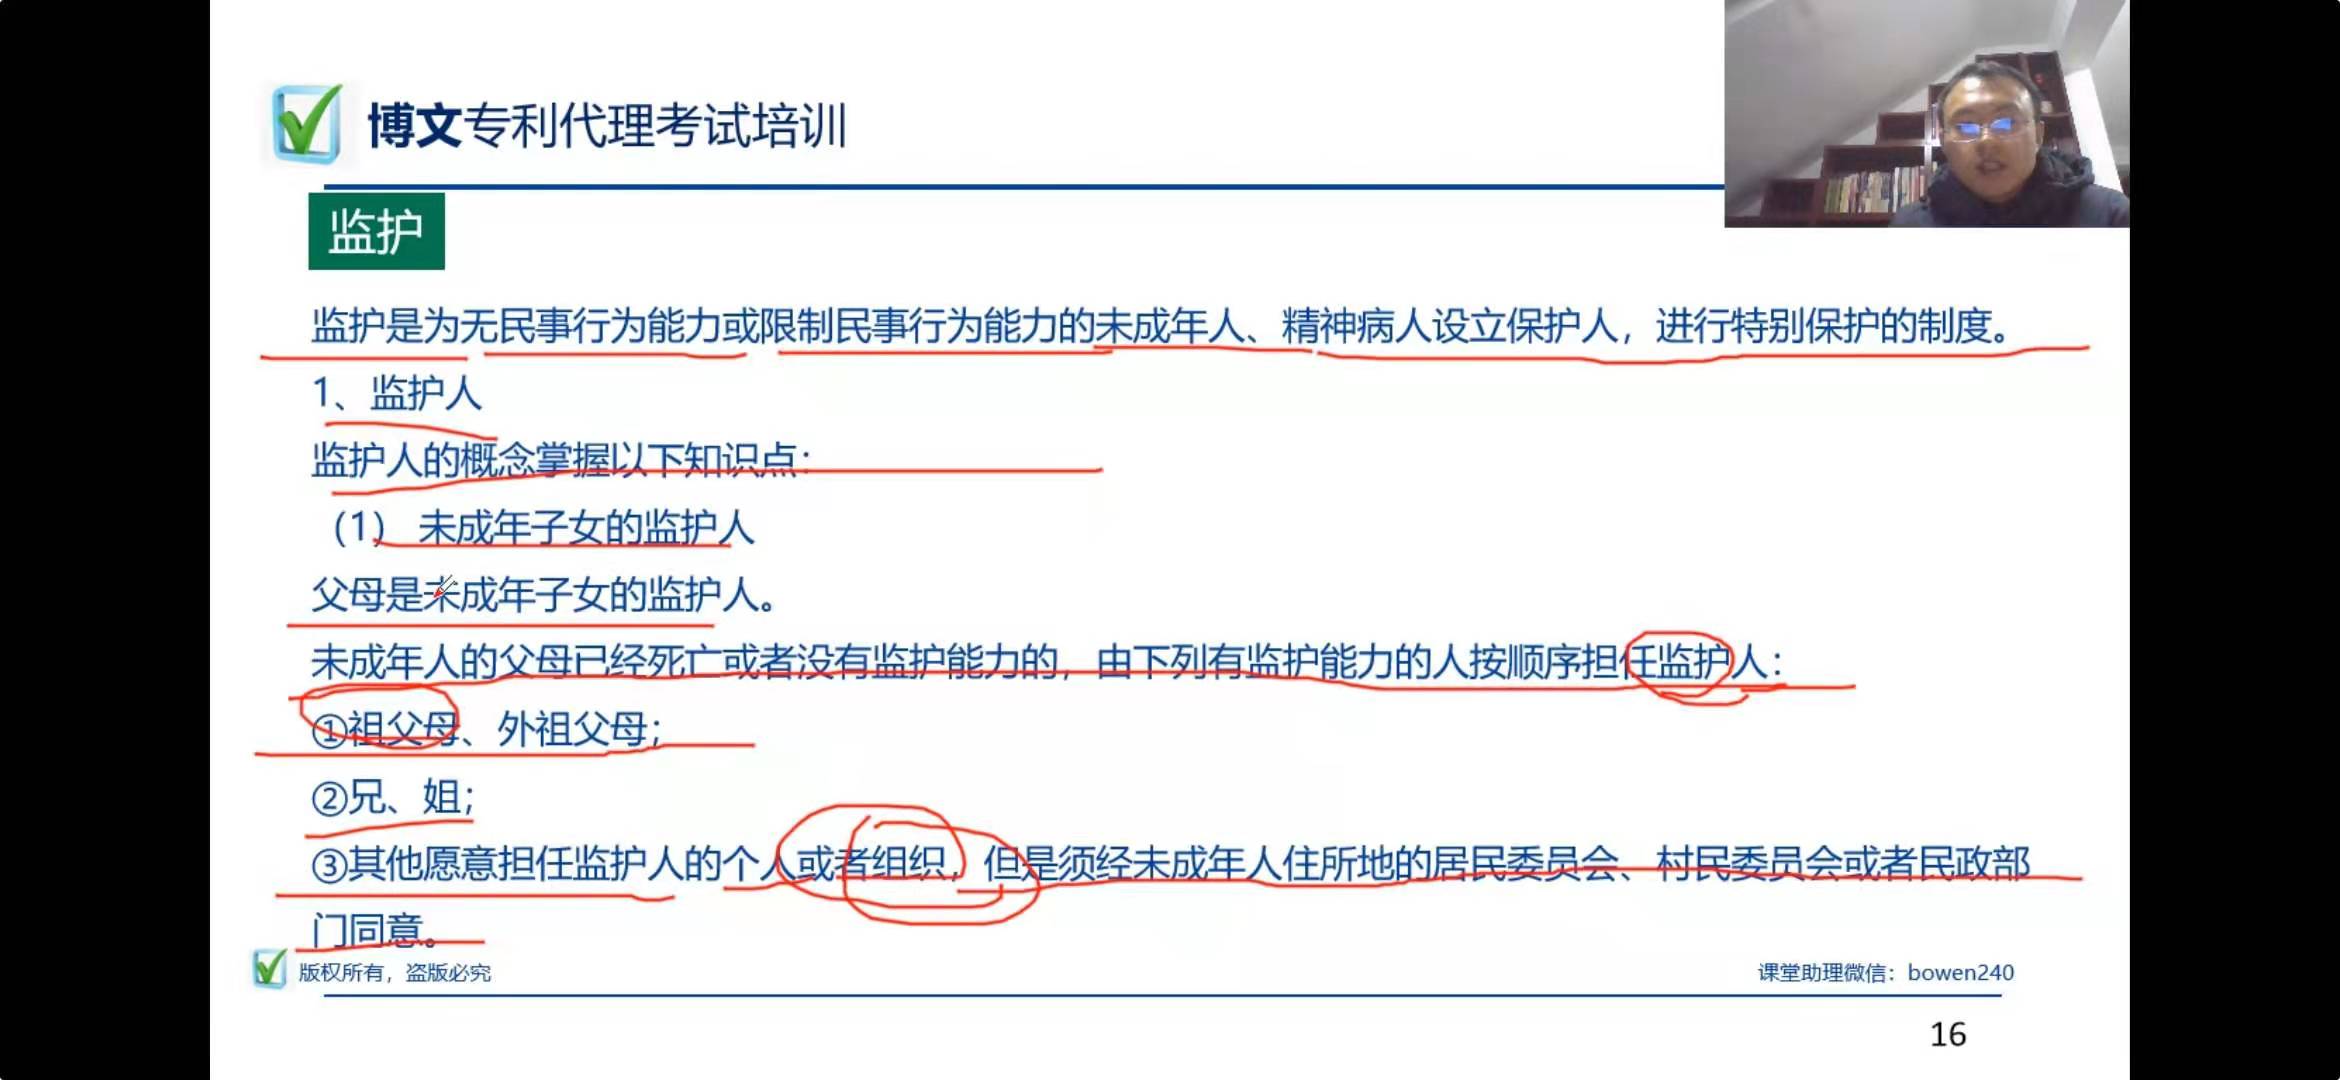 博文专利代理考试培训
监护
监护是为无民事行为能力或限制民事行为能力的未成年人、精神病人设立保护人，进行特别保护的制度。
1、监护人
监护人的概念掌握以下知识点：
（1） 未成年子女的监护人
父母是未成年子女的监护人。
未成年人的父母已经死亡或者没有监护能力的，由下列有监护能力的人按顺序担任监护人：
①祖父母、外祖父母；
②兄、姐；
③其他愿意担任监护人的个人或者组织，但是须经未成年人住所地的居民委员会、村民委员会或者民政部
门同意。
版权所有，盗版必究
课堂助理微信：bowen240
16